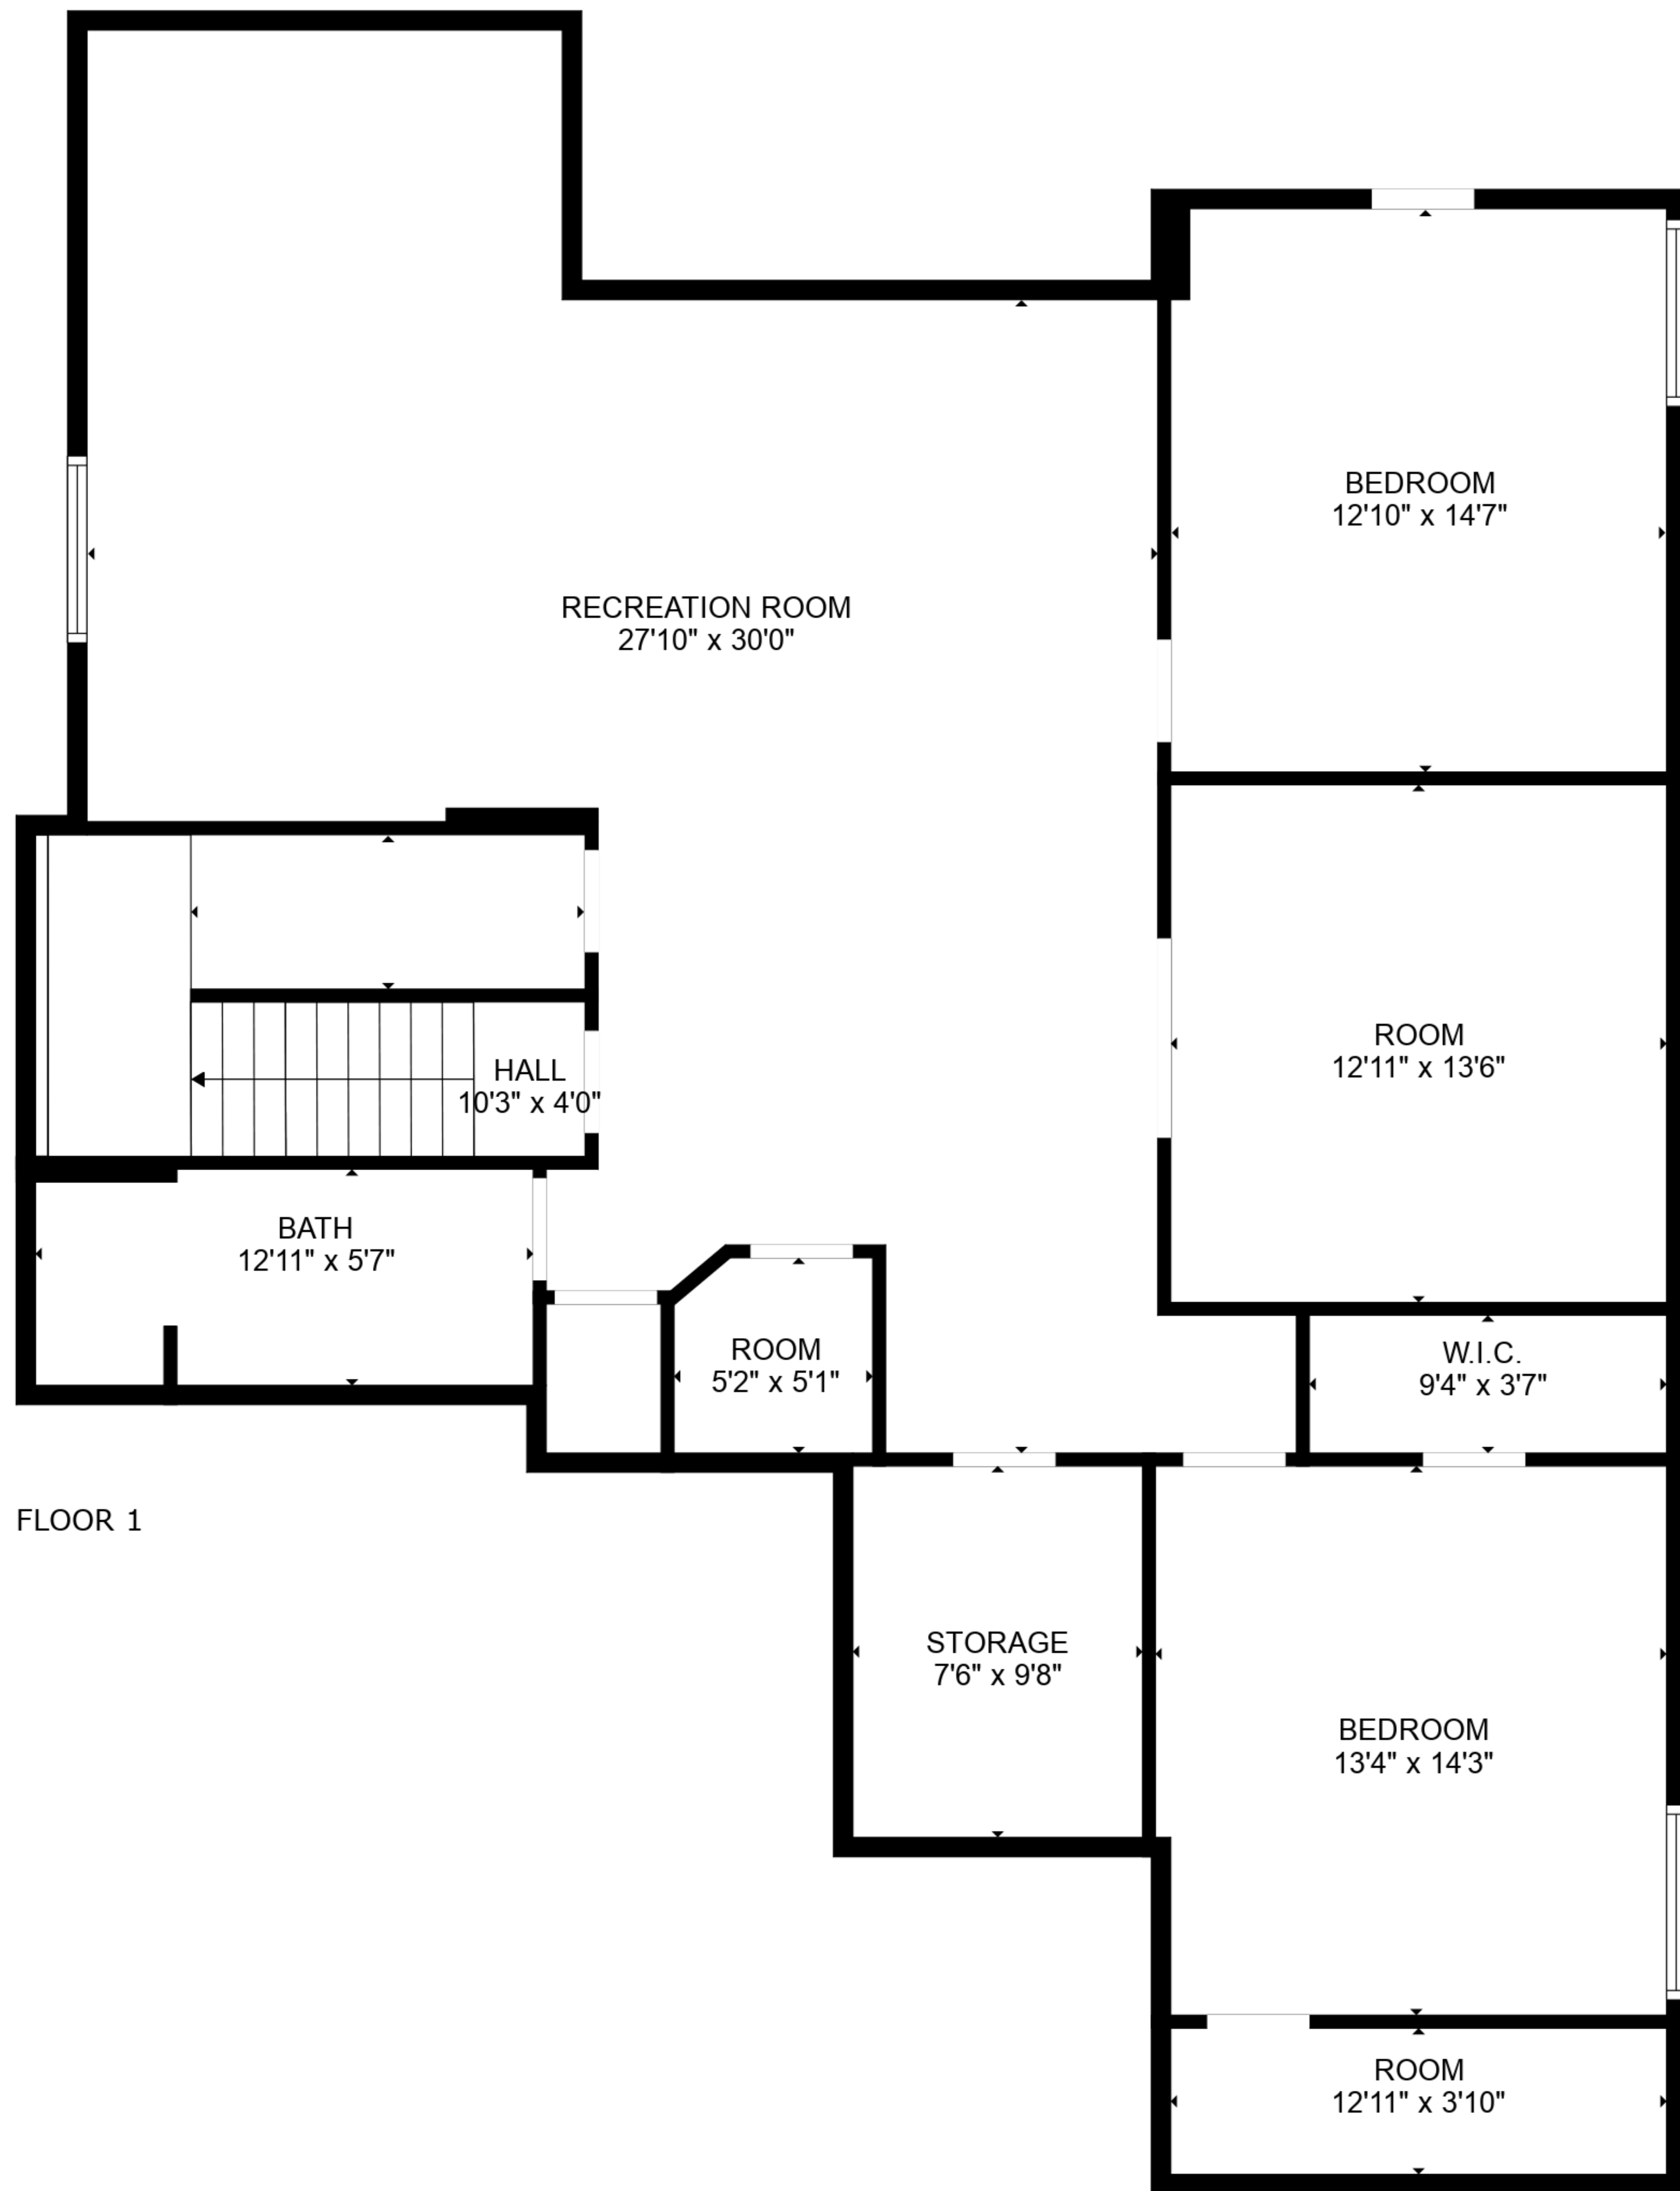 BEDROOM
12'10" x 14'7"
RECREATION ROOM
27'10" x 30'0"
ROOM
12'11" x 13'6"
HALL
10'3" x 4'0"
BATH
12'11" x 5'7"
ROOM
5'2" x 5'1"
W.I.C.
9'4" x 3'7"
FLOOR 1
STORAGE
7'6" x 9'8"
BEDROOM
13'4" x 14'3"
ROOM
12'11" x 3'10"